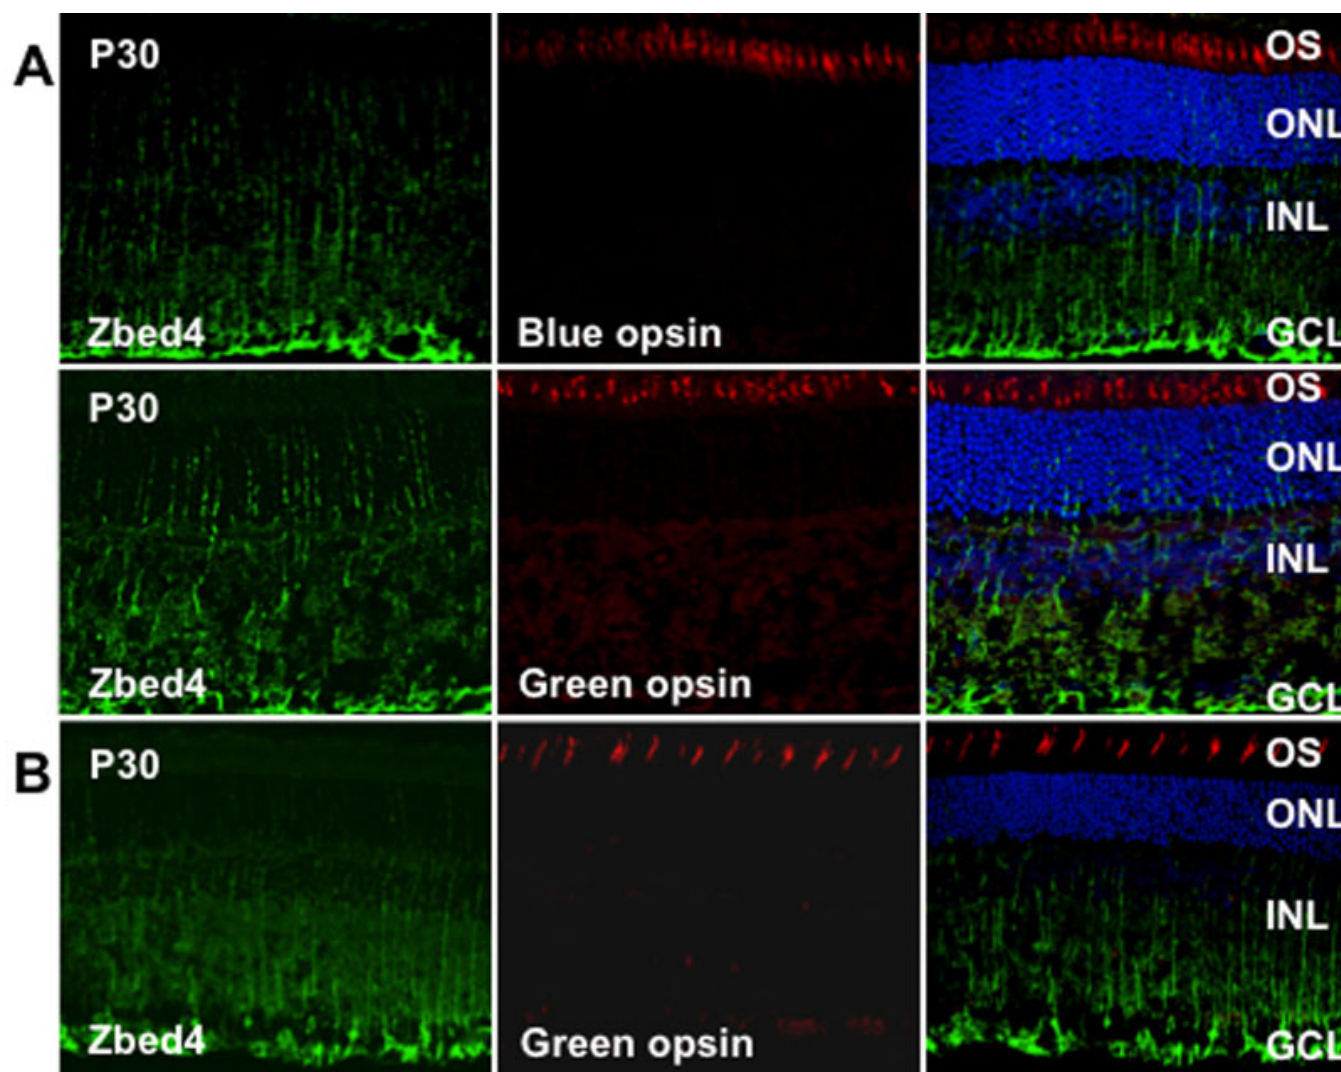 A
P30
Zbed4
Blue opsin
OS
ONL
INL
GCL
P30
Zbed4
Green opsin
OS
ONL
INL
GCL
B
P30
Zbed4
Green opsin
OS
ONL
INL
GCL